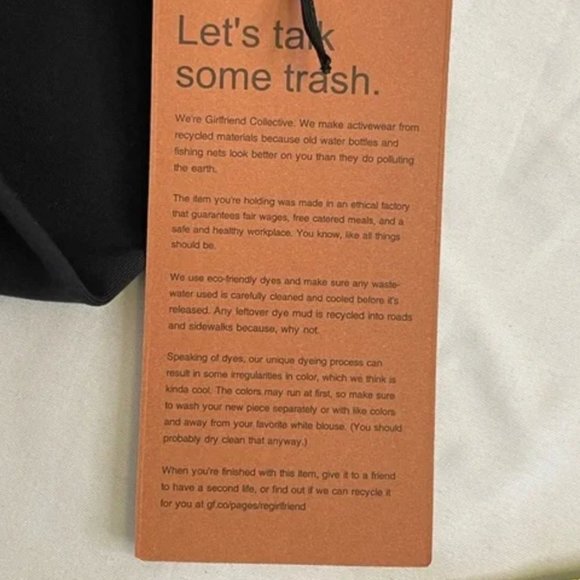 Let's talk
some trash.
We're Girlfriend Collective. We make activewear from
recycled materials because old water bottles and
fishing nets look better on you than they do polluting
the earth.
The item you're holding was made in an ethical factory
that guarantees fair wages, free catered meals, and a
safe and healthy workplace. You know, like all things
should be.
We use eco-friendly dyes and make sure any waste-
water used is carefully cleaned and cooled before it's
released. Any leftover dye mud is recycled into roads
and sidewalks because, why not.
Speaking of dyes, our unique dyeing process can
result in some irregularities in color, which we think is
kinda cool. The colors may run at first, so make sure
to wash your new piece separately or with like colors
and away from your favorite white blouse. (You should
probably dry clean that anyway.)
When you're finished with this item, give it to a friend
to have a second life, or find out if we can recycle it
for you at gf.co/pages/regirlfriend